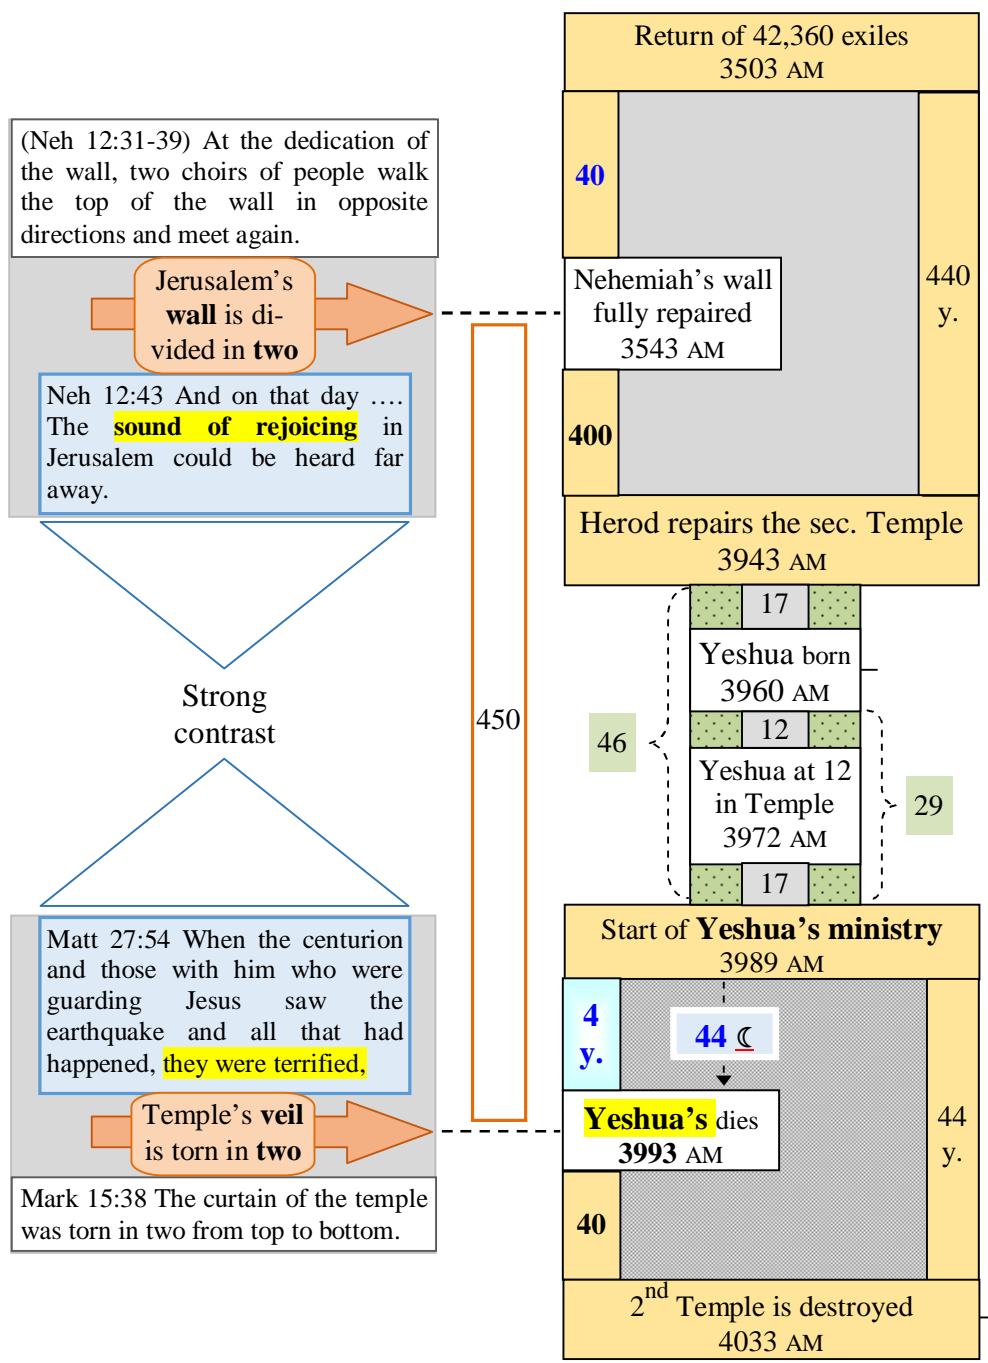 Return of 42,360 exiles
3503 AM
(Neh 12:31-39) At the dedication of
the wall, two choirs of people walk
the top of the wall in opposite
directions and meet again.
40
440
y.
Jerusalem’s
wall is di-
vided in two
Nehemiah’s wall
fully repaired
3543 AM
Neh 12:43 And on that day ….
The sound of rejoicing in
Jerusalem could be heard far
away.
400
Herod repairs the sec. Temple
3943 AM
17
Yeshua born
3960 AM
Strong
contrast
450
46
12
Yeshua at 12
in Temple
3972 AM
29
17
Start of Yeshua’s ministry
3989 AM
Matt 27:54 When the centurion
and those with him who were
guarding Jesus saw the
earthquake and all that had
happened, they were terrified,
4
y.
44 ☾
Temple’s veil
is torn in two
Yeshua’s dies
3993 AM
44
y.
Mark 15:38 The curtain of the temple
was torn in two from top to bottom.
40
2nd Temple is destroyed
4033 AM